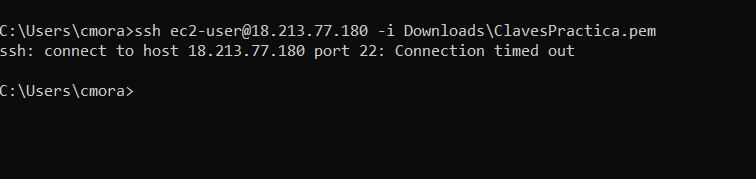 C:\Users\cmora>ssh ec2-user@18.213.77.180 -i Downloads\ClavesPractica.pem
ssh: connect to host 18.213.77.180 port 22: Connection timed out
C:\Users\cmora>